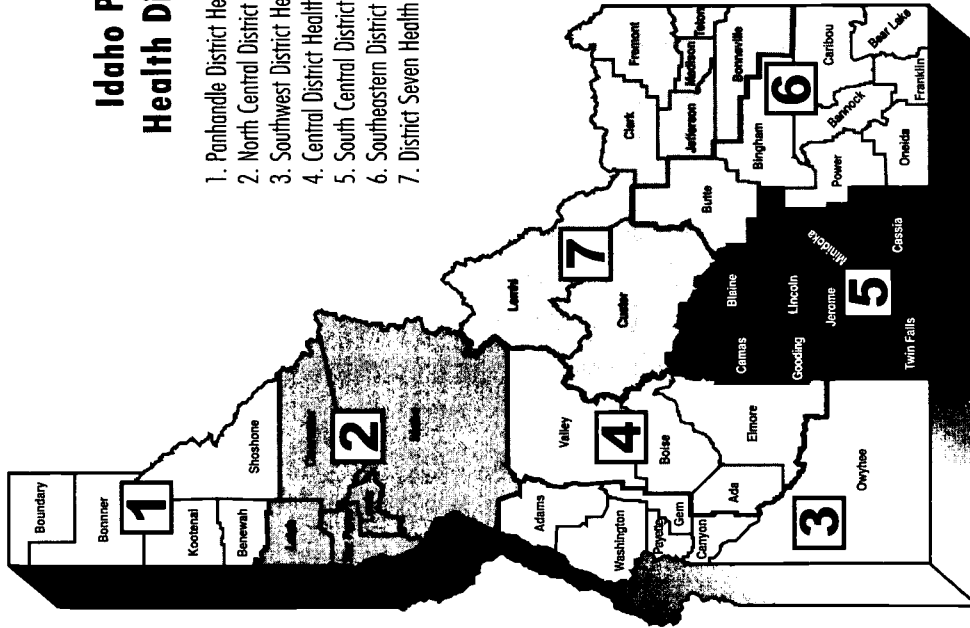 Idaho P
Health Di
1. Panhandle District He
2. North Central District
3. Southwest District He
4. Central District Health
5. South Central District
6. Southeastern District
7. District Seven Health
Boundary
Bonner
1
Kootenai
Shoshone
Benewah
Latah
2
Idaho
Lemhi
7
Custer
Adams
Valley
Washington
4
Payette
Gem
Boise
Canyon
Ada
Elmore
3
Owyhee
Clark
Fremont
Jefferson
Madison
Teton
Butte
Bingham
Bonneville
6
Caribou
Power
Bannock
Bear Lake
Oneida
Franklin
Camas
Blaine
Gooding
Lincoln
Jerome
Minidoka
5
Twin Falls
Cassia